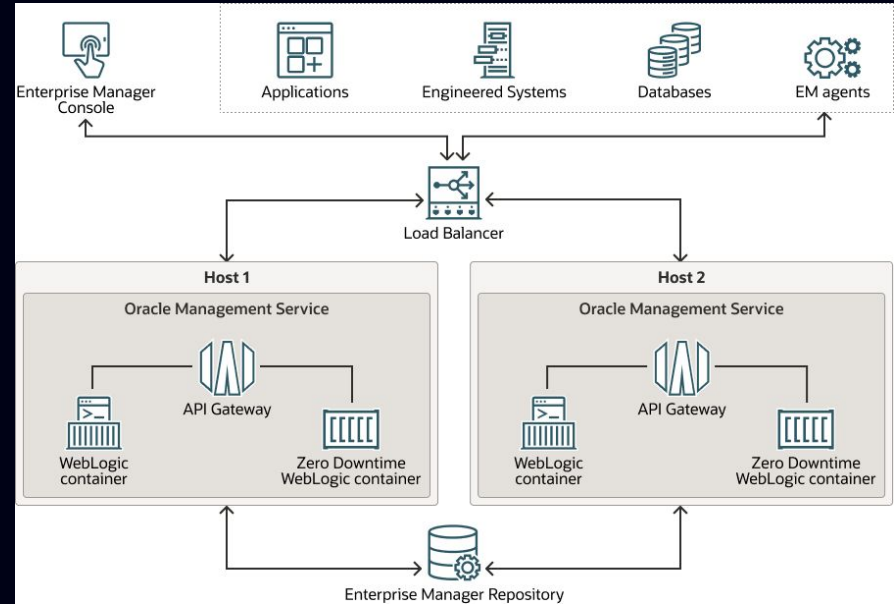 Enterprise Manager
Console
Applications
Engineered Systems
Databases
EM agents
Load Balancer
Host 1
Oracle Management Service
API Gateway
WebLogic
container
Zero Downtime
WebLogic container
Host 2
Oracle Management Service
API Gateway
WebLogic
container
Zero Downtime
WebLogic container
Enterprise Manager Repository